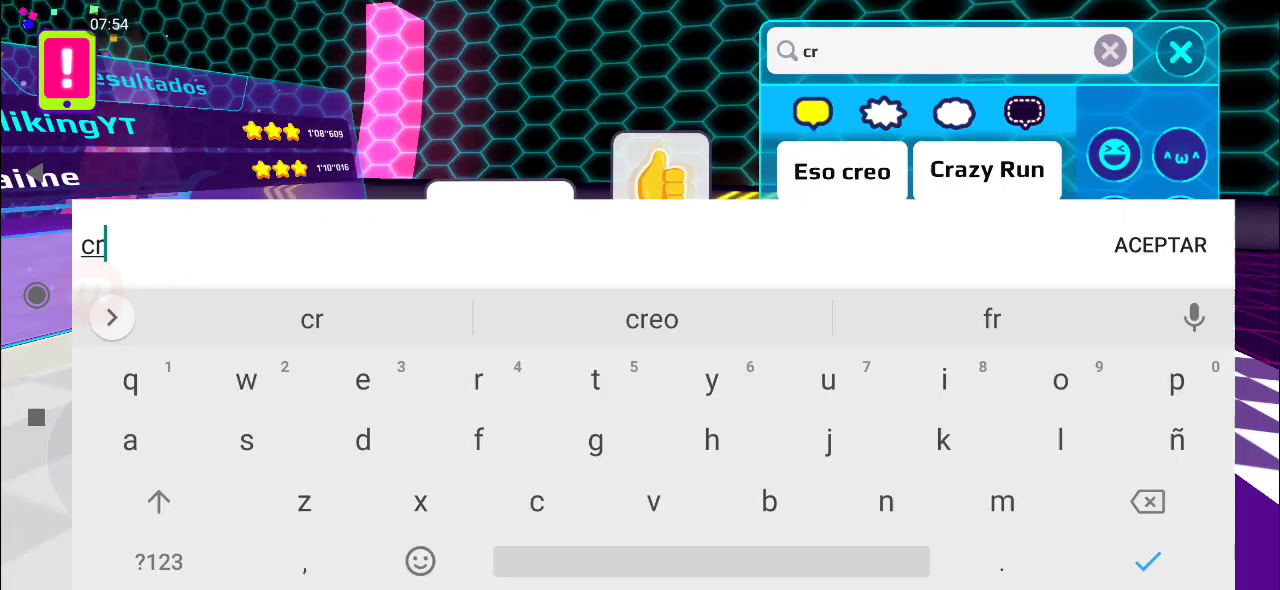 07:54
cr
esultados
likingYT
1'08"609
aime
1'10"016
^ω^
Eso creo
Crazy Run
cr
ACEPTAR
cr
creo
fr
q 1 w 2 e 3 r 4 t 5 y 6 u 7 i 8 o 9 p 0
a s d f g h j k l ñ
z x c v b n m
?123 , .